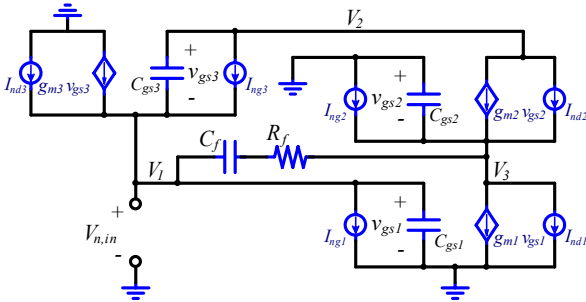 V2
Ind3
gm3 vgs3
Cgs3
+
vgs3
-
Ing3
Ing2
+
vgs2
-
Cgs2
gm2 vgs2
Ind2
Cf
Rf
V1
V3
+
Vn,in
-
Ing1
+
vgs1
-
Cgs1
gm1 vgs1
Ind1